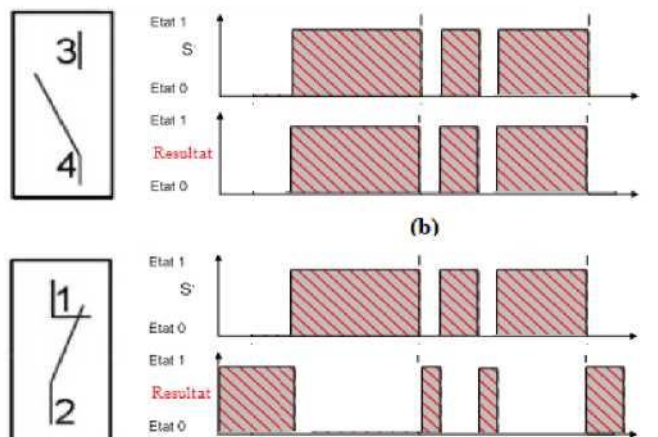 3
4
Etat 1
S
Etat 0
Etat 1
Resultat
Etat 0
(b)
1
2
Etat 1
S
Etat 0
Etat 1
Resultat
Etat 0